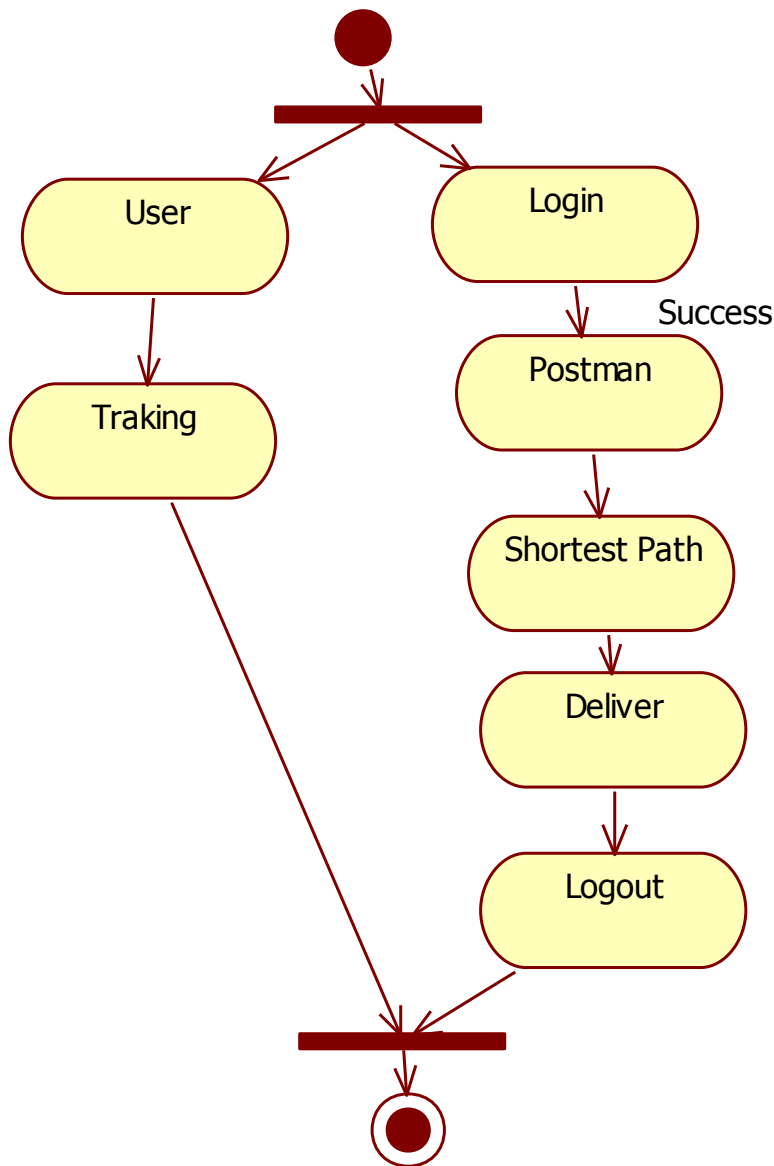 User
Login
Success
Postman
Traking
Shortest Path
Deliver
Logout